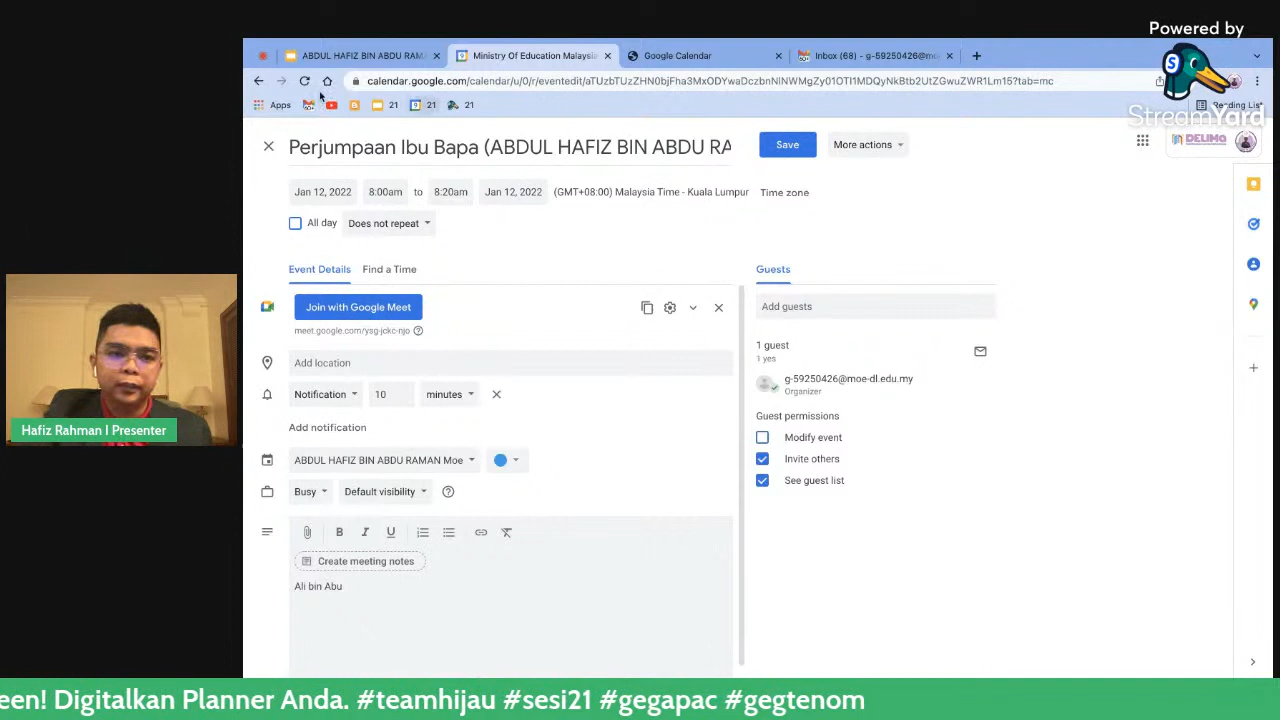 Powered by
StreamYard
ABDUL HAFIZ BIN ABDU RAMA
Ministry Of Education Malaysia
Google Calendar
Inbox (68) - g-59250426@moe
calendar.google.com/calendar/u/0/r/eventedit/
Apps
21
21
21
Reading List
Perjumpaan Ibu Bapa (ABDUL HAFIZ BIN ABDU RA
Save
More actions
DELIMa
Jan 12, 2022
8:00am
to
8:20am
Jan 12, 2022
(GMT+08:00) Malaysia Time - Kuala Lumpur
Time zone
All day
Does not repeat
Event Details
Find a Time
Guests
Join with Google Meet
Add guests
meet.google.com/ysg-jckc-njo
1 guest
1 yes
Add location
g-59250426@moe-dl.edu.my
Organizer
Notification
10
minutes
Guest permissions
Add notification
Modify event
Invite others
ABDUL HAFIZ BIN ABDU RAMAN Moe
See guest list
Busy
Default visibility
B I U
Create meeting notes
Ali bin Abu
Hafiz Rahman I Presenter
een! Digitalkan Planner Anda. #teamhijau #sesi21 #gegapac #gegtenom